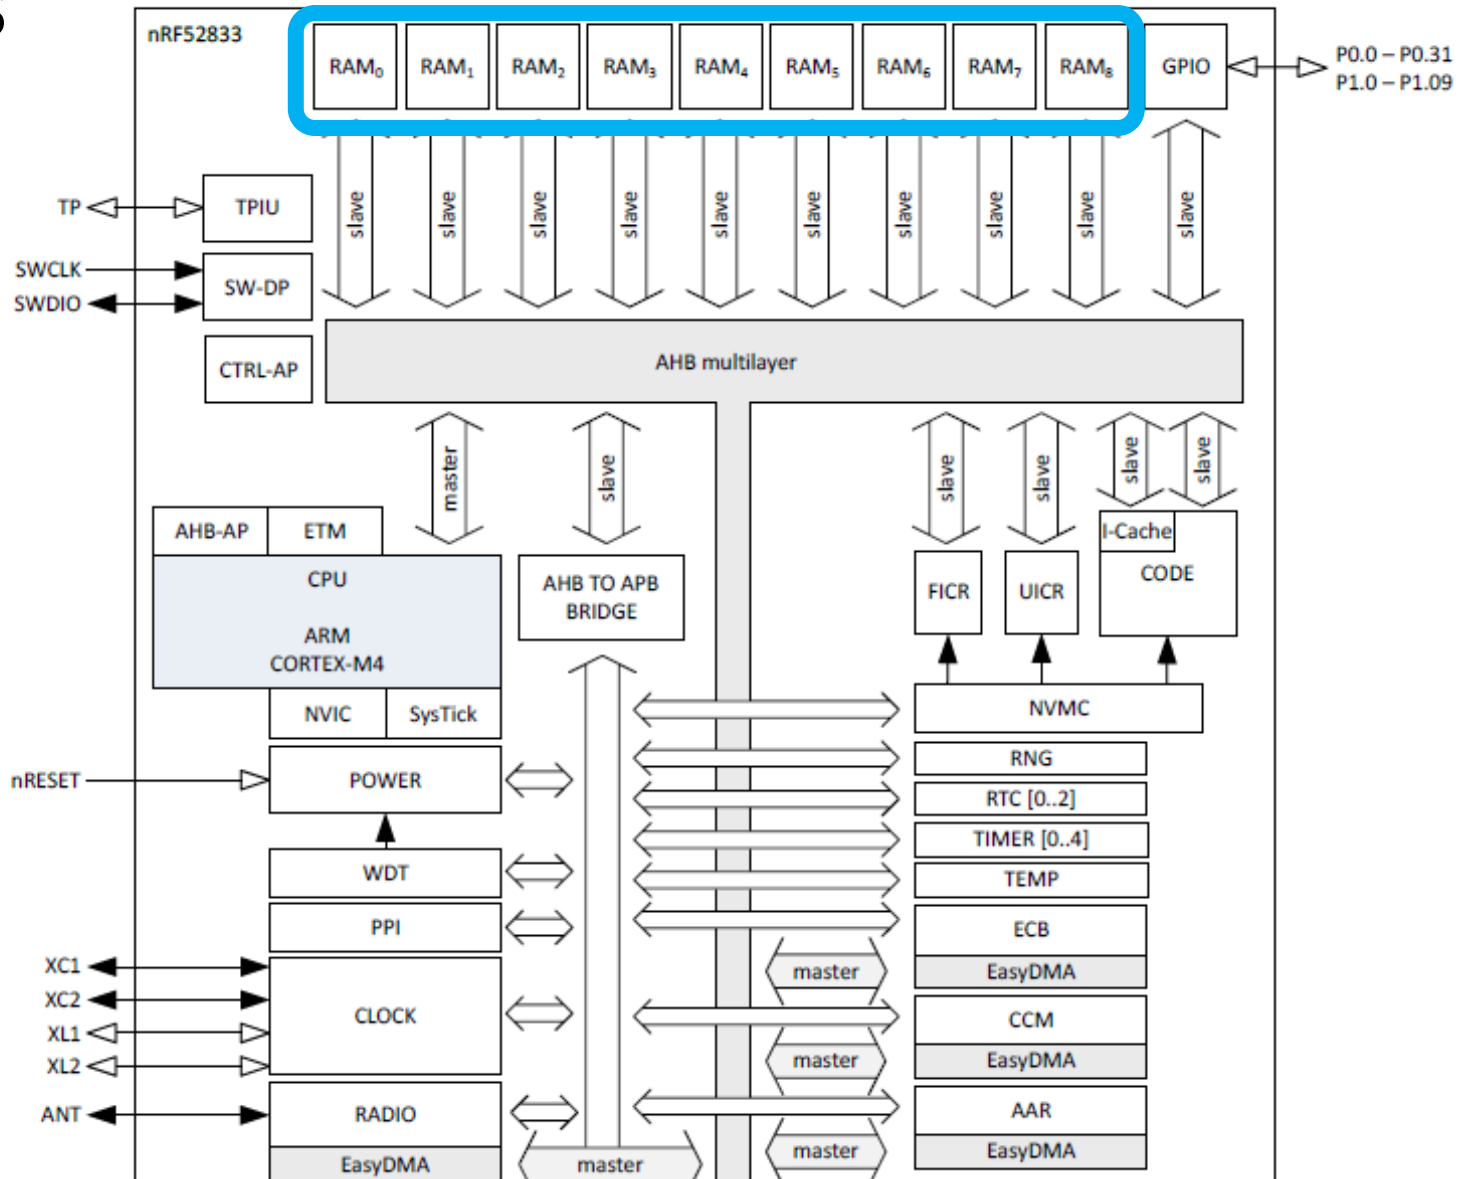 nRF52833
RAM₀ RAM₁ RAM₂ RAM₃ RAM₄ RAM₅ RAM₆ RAM₇ RAM₈ GPIO
P0.0 – P0.31
P1.0 – P1.09
slave slave slave slave slave slave slave slave slave slave
TP TPIU
SWCLK
SW-DP
SWDIO
CTRL-AP
AHB multilayer
master slave slave slave slave slave
AHB-AP ETM
I-Cache
CODE
CPU
ARM
CORTEX-M4
AHB TO APB
BRIDGE
FICR UICR
NVIC SysTick
NVMC
RNG
nRESET POWER
RTC [0..2]
TIMER [0..4]
WDT
TEMP
PPI
ECB
master EasyDMA
XC1
XC2
XL1
XL2
CLOCK
CCM
master EasyDMA
ANT RADIO
AAR
master EasyDMA
EasyDMA master